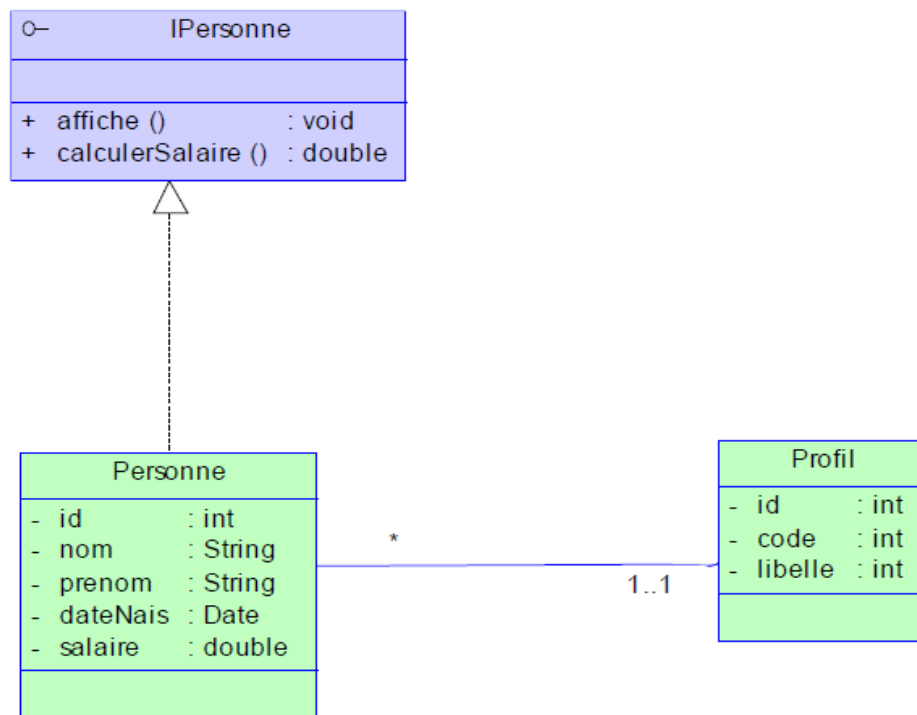 IPersonne
+ affiche () : void
+ calculerSalaire () : double
Personne
- id : int
- nom : String
- prenom : String
- dateNais : Date
- salaire : double
*
1..1
Profil
- id : int
- code : int
- libelle : int